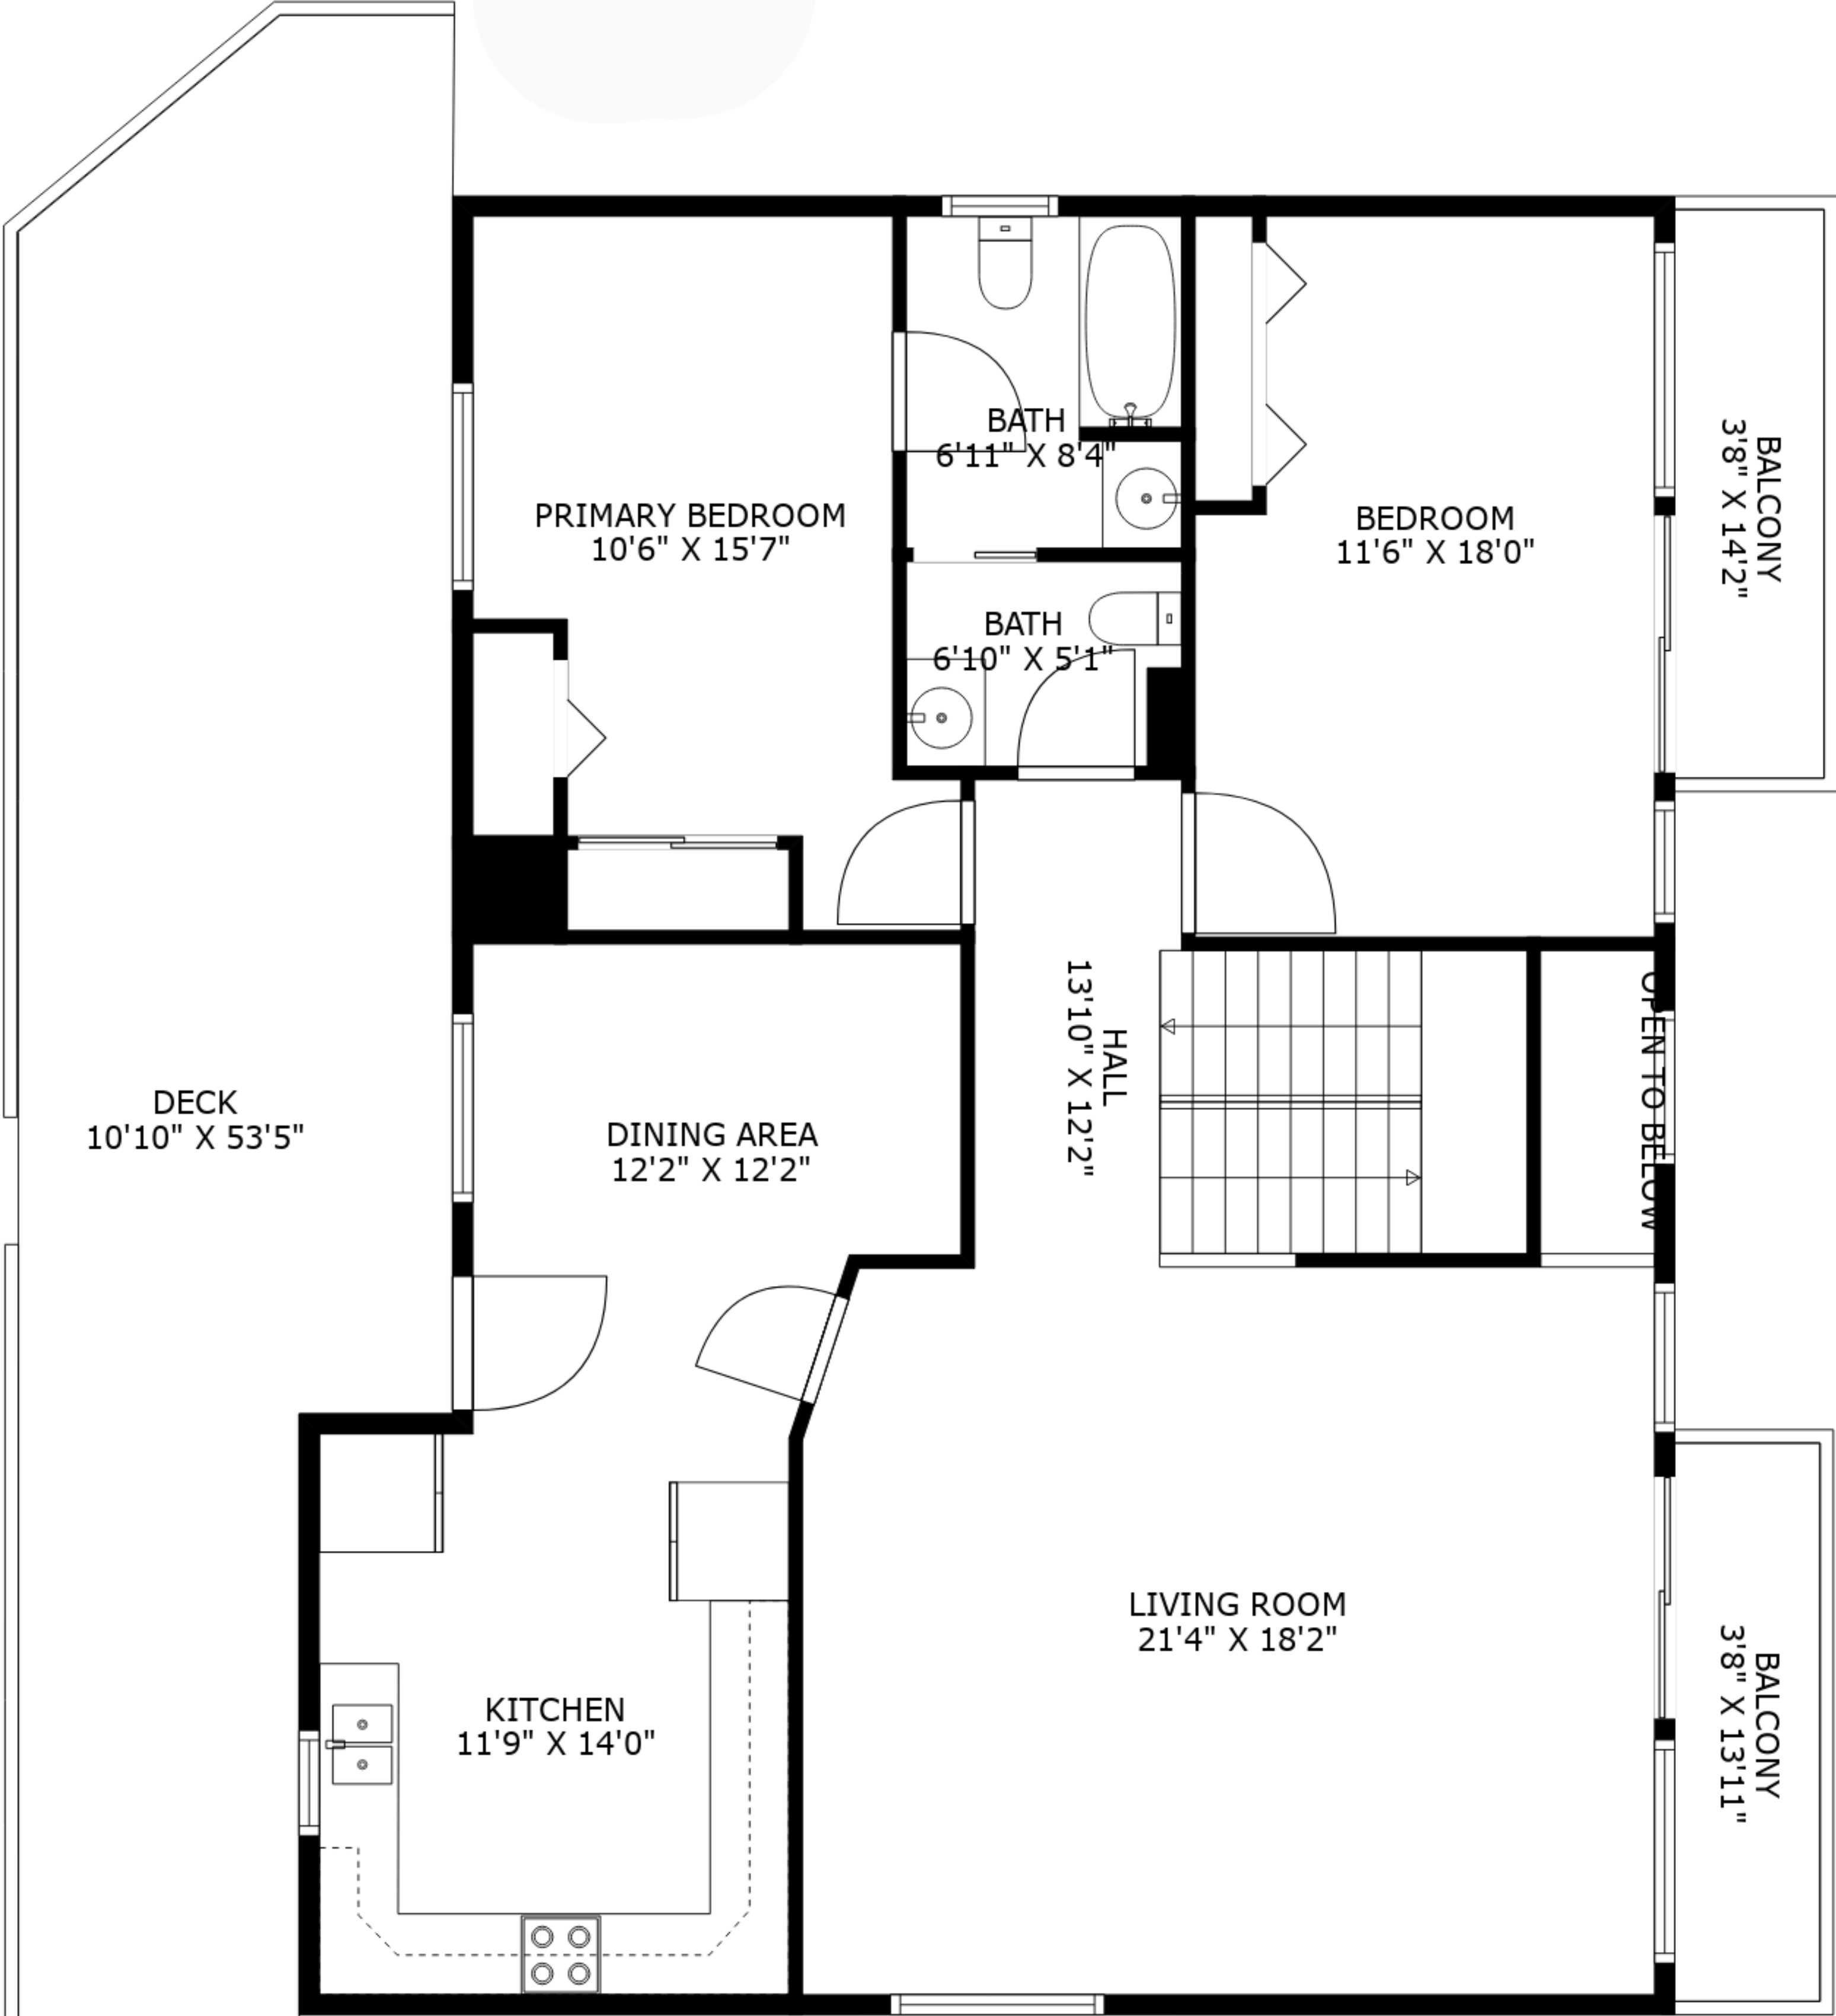 BATH
6'11" X 8'4"
PRIMARY BEDROOM
10'6" X 15'7"
BEDROOM
11'6" X 18'0"
BALCONY
3'8" X 14'2"
BATH
6'10" X 5'1"
HALL
13'10" X 12'2"
OPEN TO BELOW
DECK
10'10" X 53'5"
DINING AREA
12'2" X 12'2"
LIVING ROOM
21'4" X 18'2"
KITCHEN
11'9" X 14'0"
BALCONY
3'8" X 13'11"